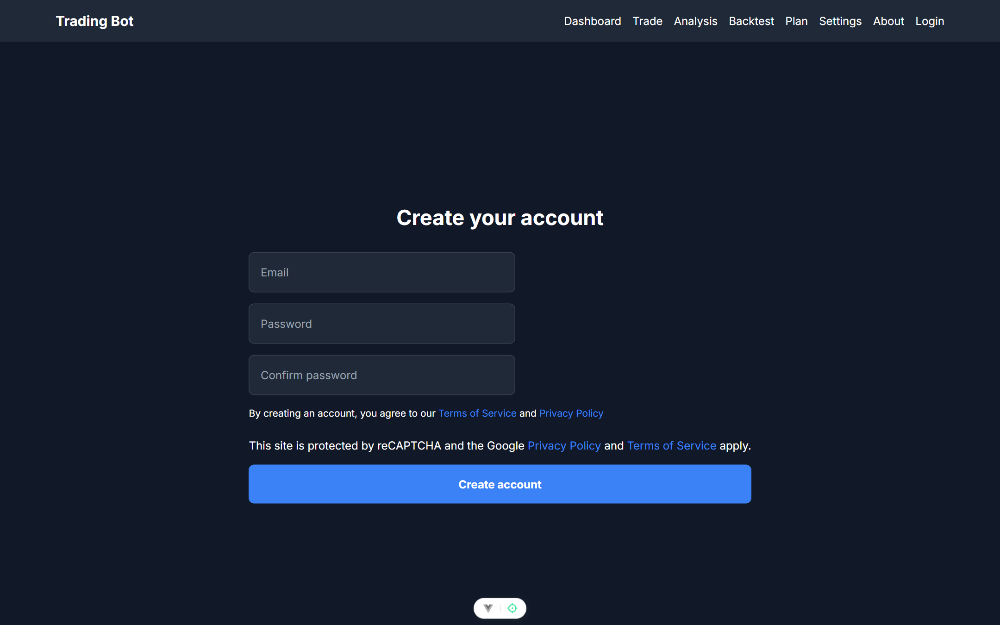 Trading Bot
Dashboard Trade Analysis Backtest Plan Settings About Login
Create your account
Email
Password
Confirm password
By creating an account, you agree to our Terms of Service and Privacy Policy
This site is protected by reCAPTCHA and the Google Privacy Policy and Terms of Service apply.
Create account